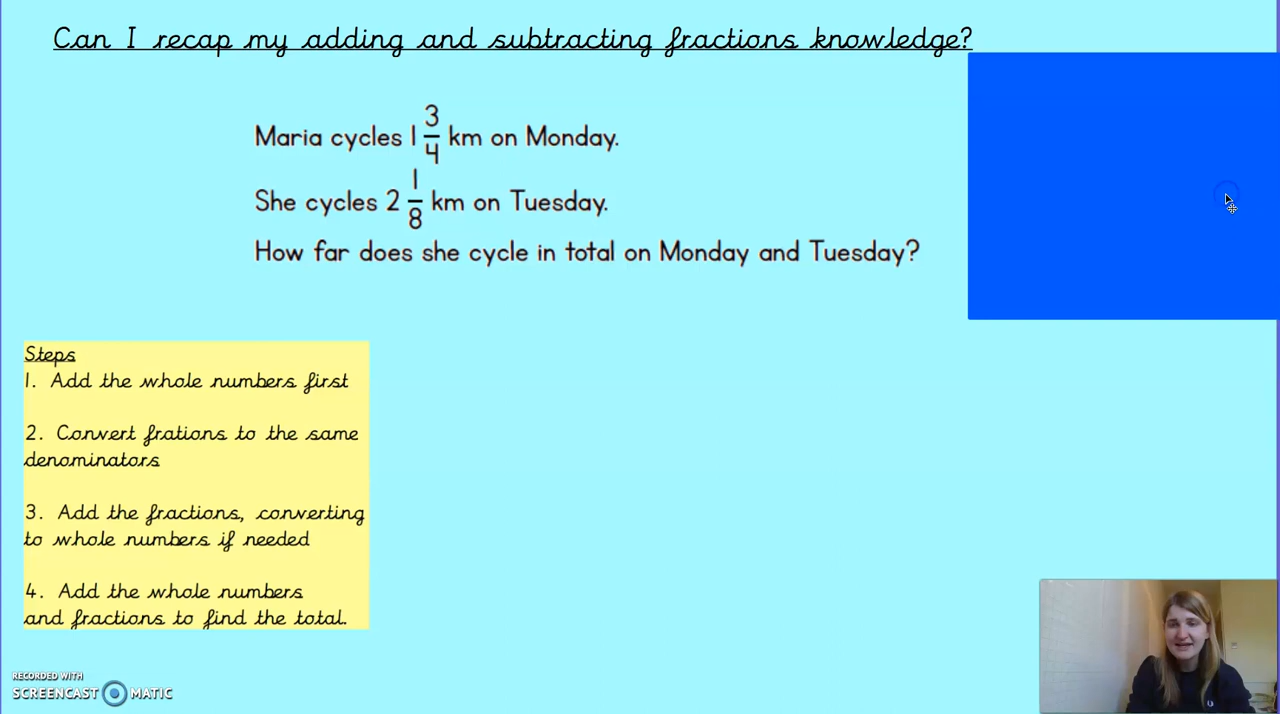 Can I recap my adding and subtracting fractions knowledge?
Maria cycles 1 3/4 km on Monday.
She cycles 2 1/8 km on Tuesday.
How far does she cycle in total on Monday and Tuesday?
Steps
1. Add the whole numbers first
2. Convert frations to the same
denominators
3. Add the fractions, converting
to whole numbers if needed
4. Add the whole numbers
and fractions to find the total.
RECORDED WITH
SCREENCAST MATIC